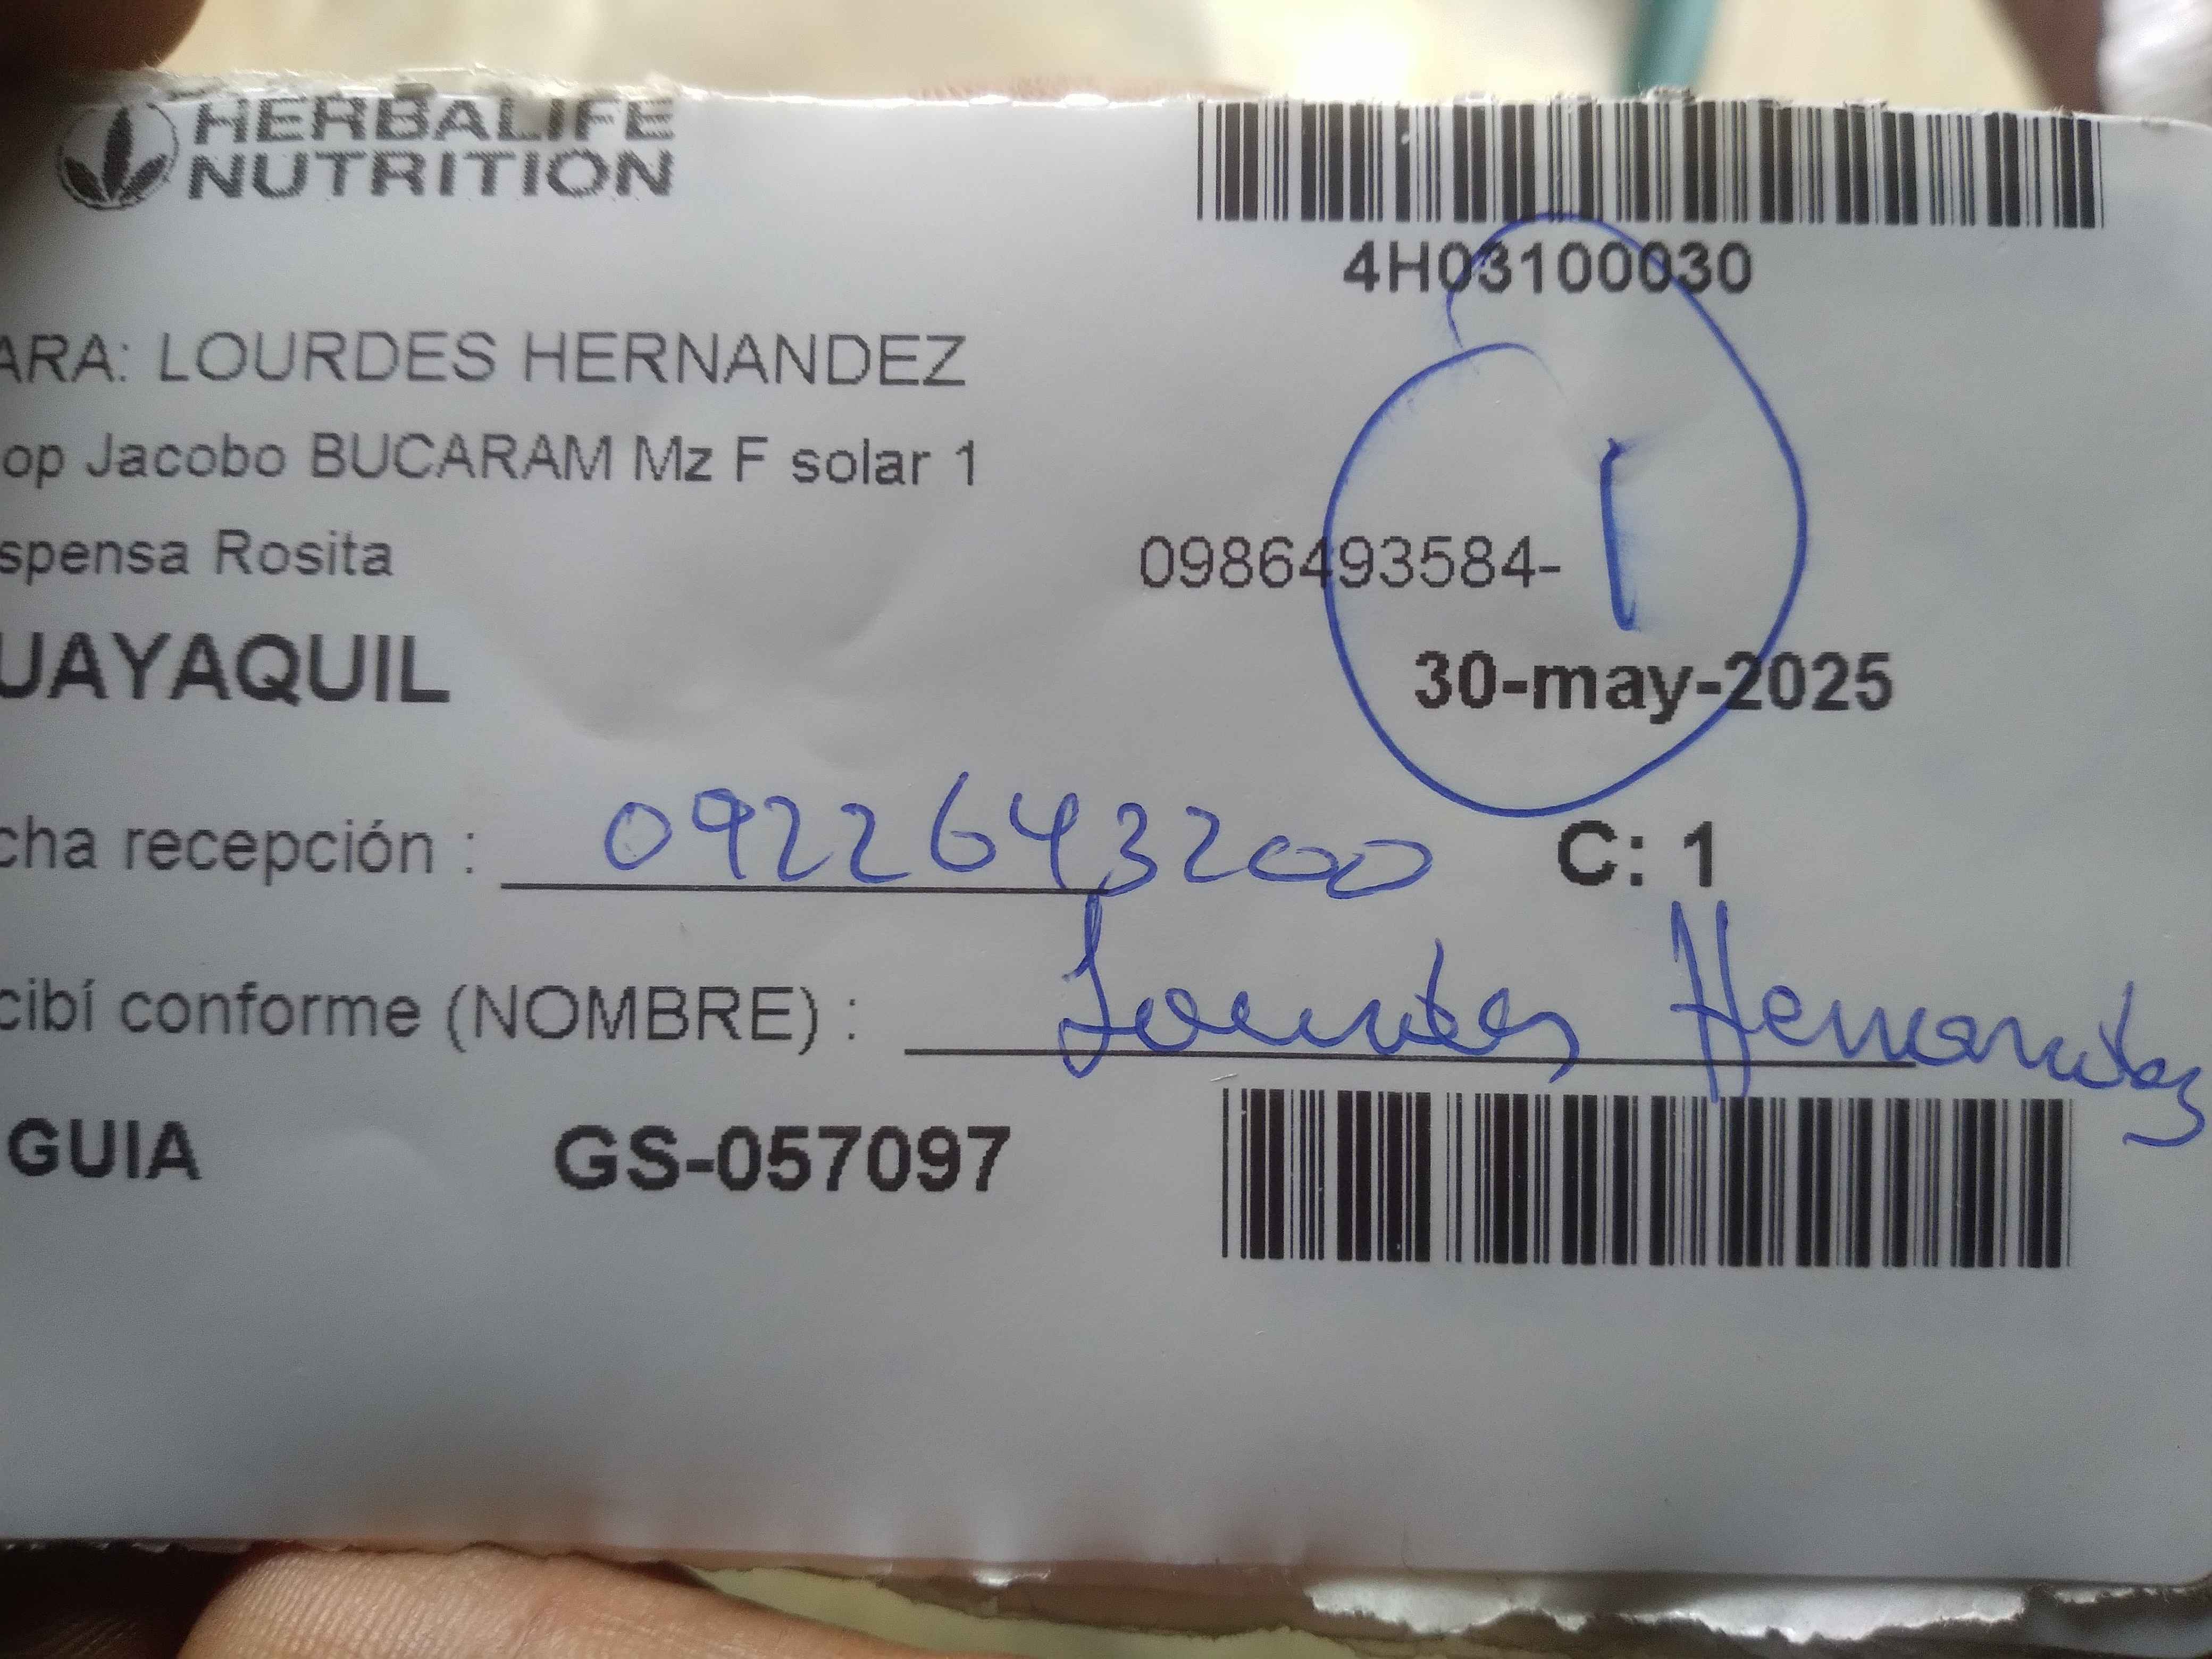 HERBALIFE
NUTRITION
4H03100030
ARA: LOURDES HERNANDEZ
op Jacobo BUCARAM Mz F solar 1
spensa Rosita
0986493584-
1
UAYAQUIL
30-may-2025
cha recepción : 0922643200 C: 1
cibí conforme (NOMBRE) : Lourdes Hernandez
GUIA GS-057097